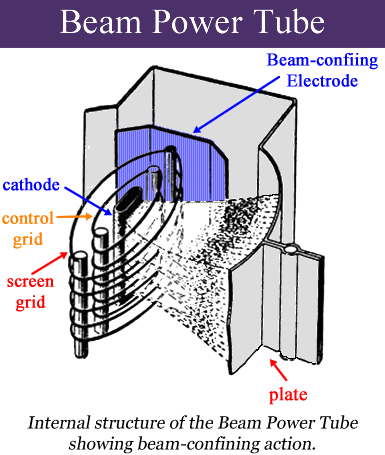 Beam Power Tube
Beam-confiing
Electrode
cathode
control
grid
screen
grid
plate
Internal structure of the Beam Power Tube
showing beam-confining action.